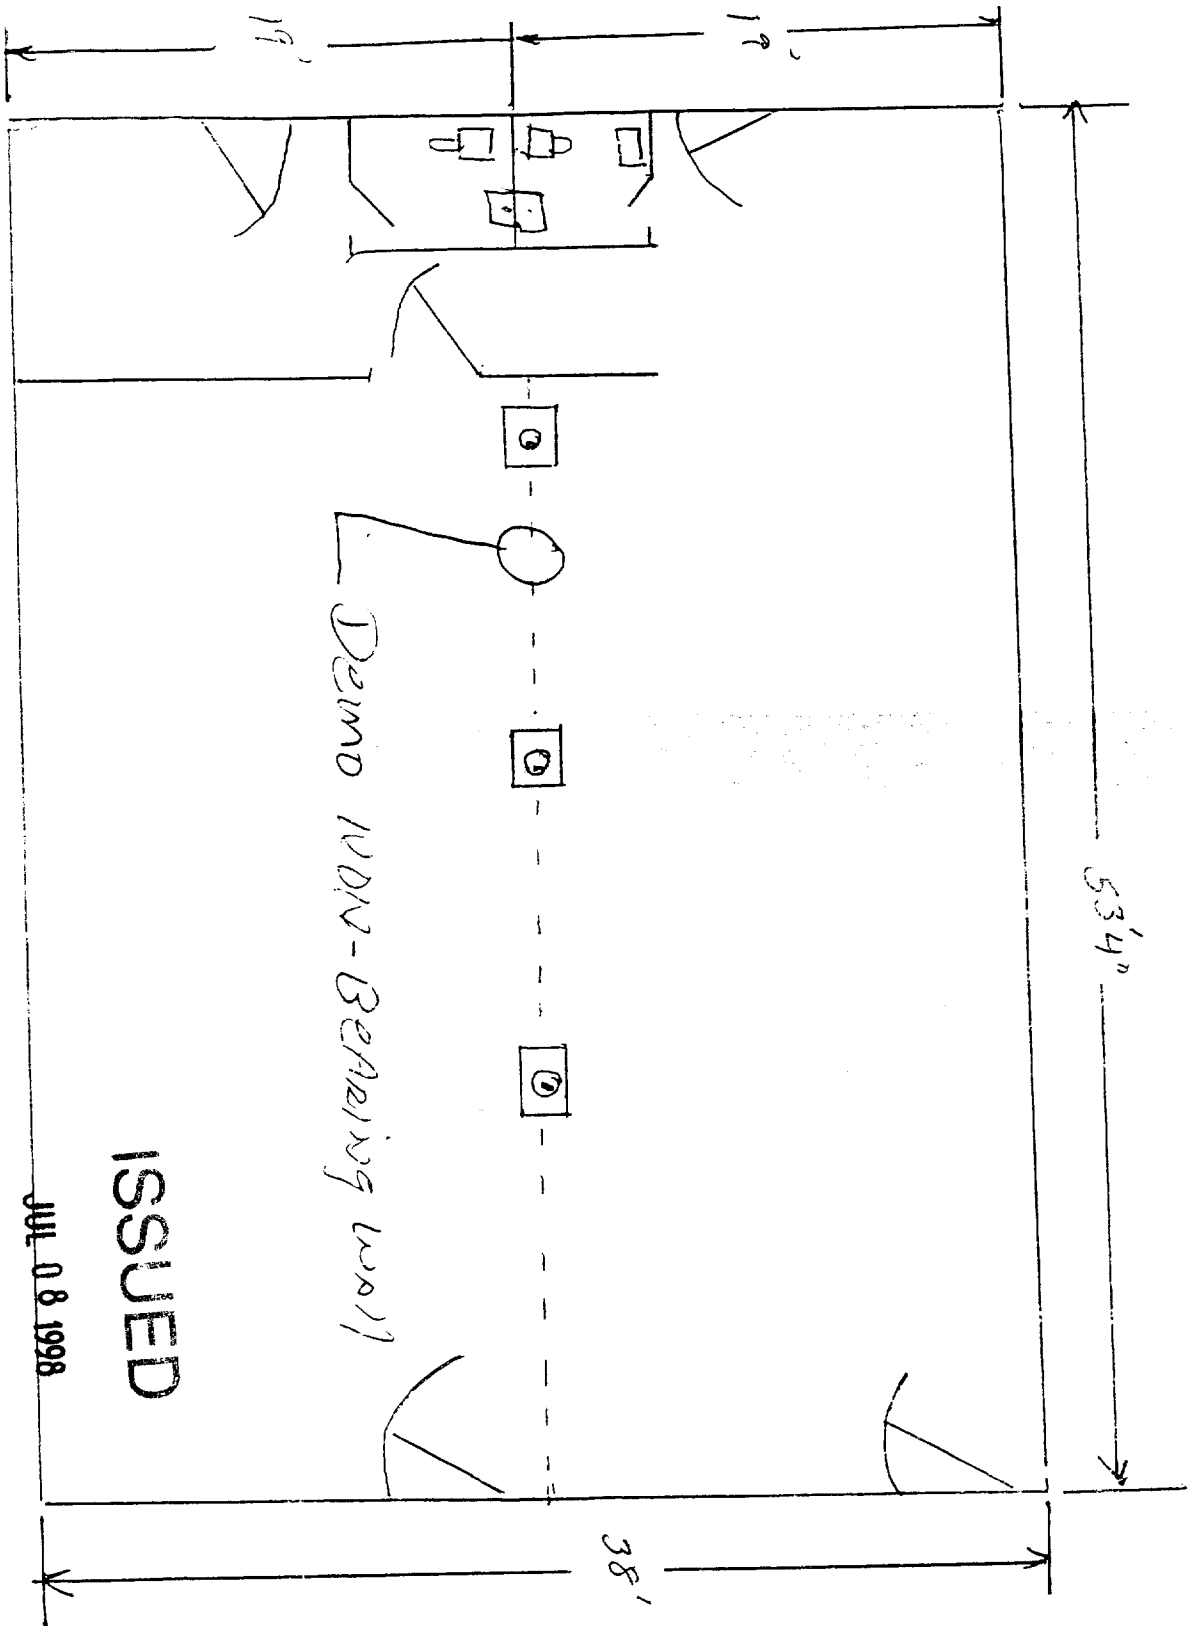 19'
19'
53'4"
Demo NON-BEARING WAll
ISSUED
JUL 08 1998
38'